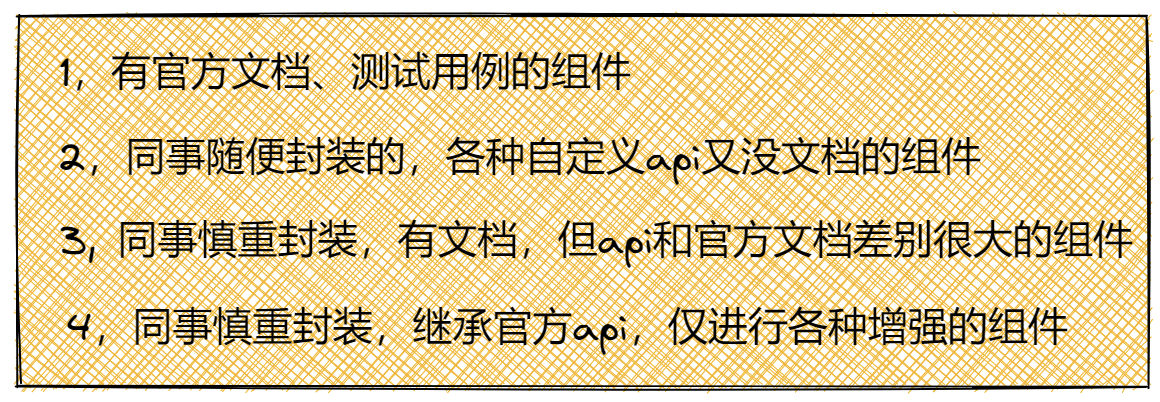 1，有官方文档、测试用例的组件
2，同事随便封装的，各种自定义api又没文档的组件
3，同事慎重封装，有文档，但api和官方文档差别很大的组件
4，同事慎重封装，继承官方api，仅进行各种增强的组件